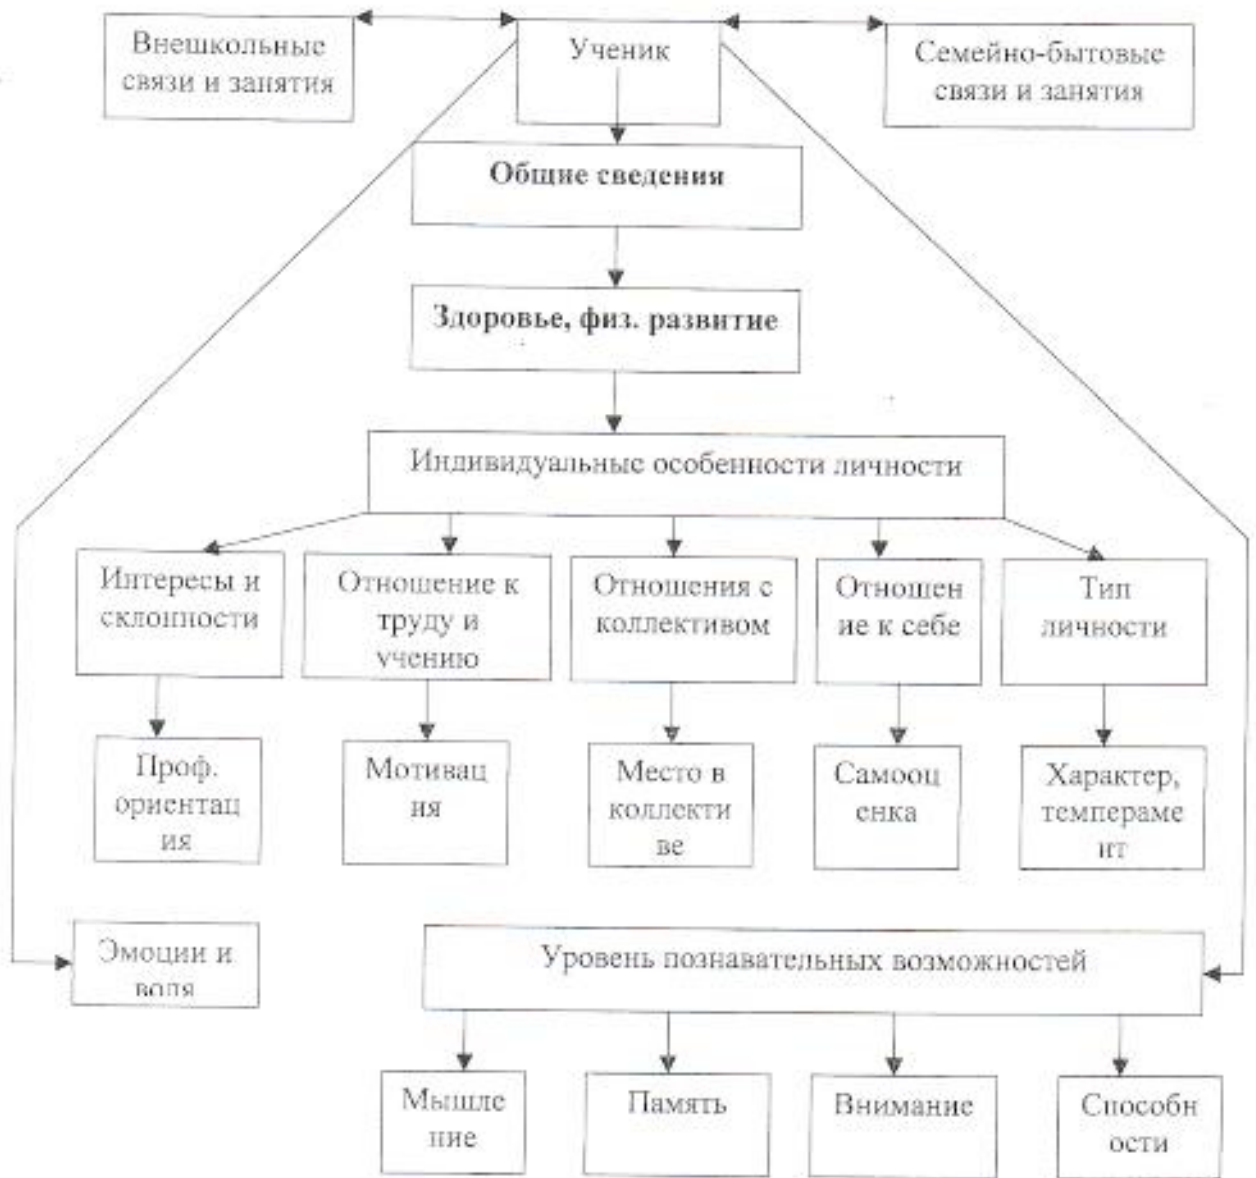 Внешкольные
связи и занятия
Ученик
Семейно-бытовые
связи и занятия
Общие сведения
Здоровье, физ. развитие
Индивидуальные особенности личности
Интересы и
склонности
Отношение к
труду и
учению
Отношения с
коллективом
Отношен
ие к себе
Тип
личности
Проф.
ориентац
ия
Мотивац
ия
Место в
коллекти
ве
Самооц
енка
Характер,
темпераме
нт
Эмоции и
воля
Уровень познавательных возможностей
Мышле
ние
Память
Внимание
Способн
ости